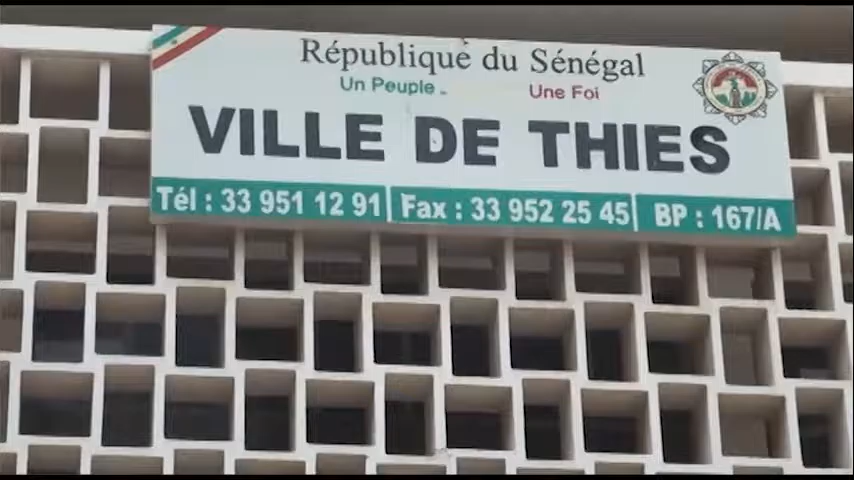 République du Sénégal
Un Peuple - Une Foi
VILLE DE THIES
Tél : 33 951 12 91 Fax : 33 952 25 45 BP : 167/A